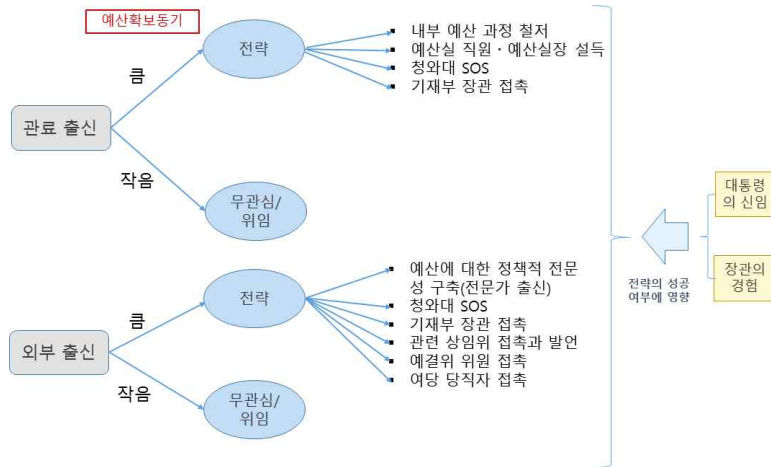 예산확보동기
전략
내부 예산 과정 철저
예산실 직원 · 예산실장 설득
청와대 SOS
기재부 장관 접촉
큼
관료 출신
작음
무관심/
위임
대통령
의 신임
장관의
경험
전략의 성공
여부에 영향
전략
예산에 대한 정책적 전문
성 구축(전문가 출신)
청와대 SOS
기재부 장관 접촉
관련 상임위 접촉과 발언
예결위 위원 접촉
여당 당직자 접촉
큼
외부 출신
작음
무관심/
위임